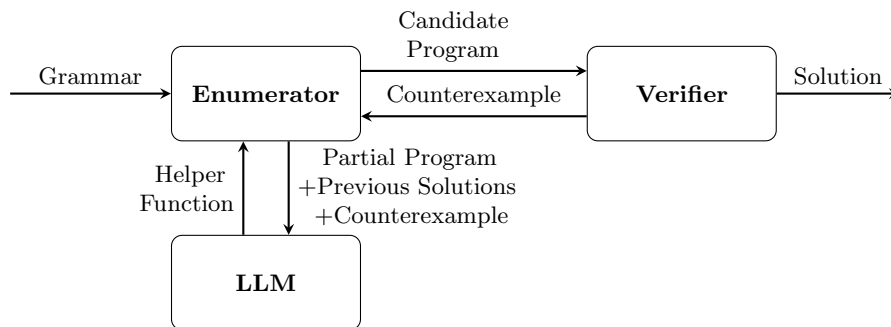 Candidate
Program
Grammar
Enumerator
Counterexample
Verifier
Solution
Helper
Function
Partial Program
+Previous Solutions
+Counterexample
LLM